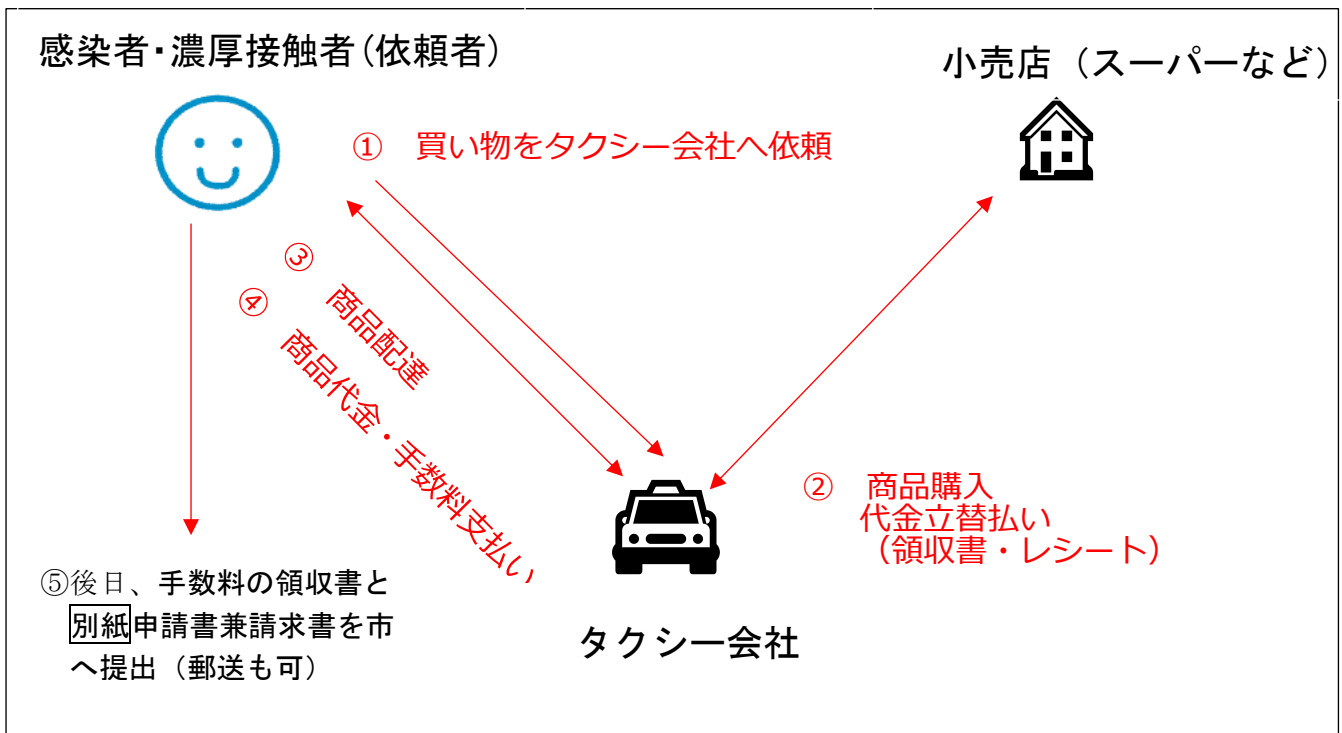 感染者・濃厚接触者(依頼者)
小売店（スーパーなど）
①　買い物をタクシー会社へ依頼
③　商品配達
④　商品代金・手数料支払い
②　商品購入
代金立替払い
（領収書・レシート）
タクシー会社
⑤後日、手数料の領収書と
別紙申請書兼請求書を市
へ提出（郵送も可）